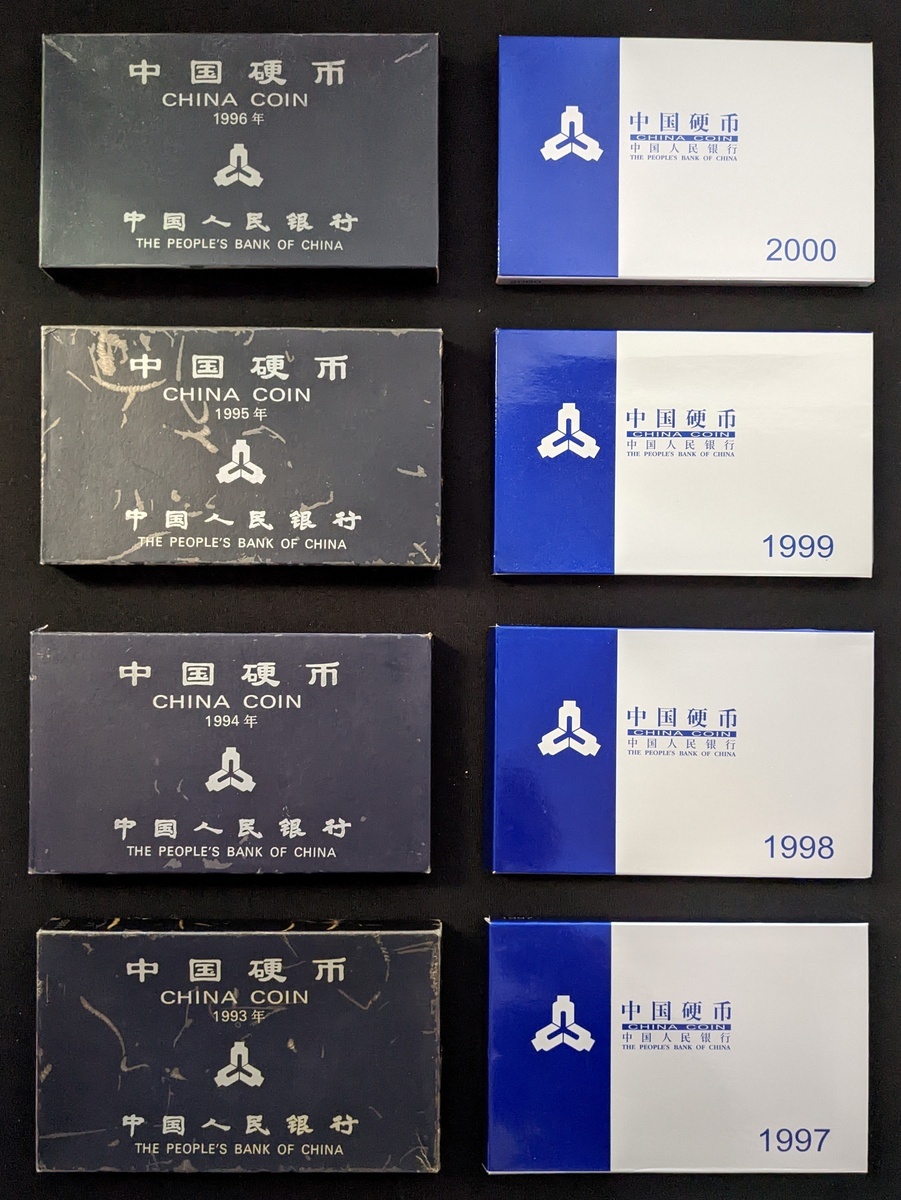 中国硬币
CHINA COIN
1996 年
中国人民银行
THE PEOPLE'S BANK OF CHINA
中国硬币
CHINA COIN
中国人民银行
THE PEOPLE'S BANK OF CHINA
2000
中国硬币
CHINA COIN
1995 年
中国人民银行
THE PEOPLE'S BANK OF CHINA
中国硬币
CHINA COIN
中国人民银行
THE PEOPLE'S BANK OF CHINA
1999
中国硬币
CHINA COIN
1994 年
中国人民银行
THE PEOPLE'S BANK OF CHINA
中国硬币
CHINA COIN
中国人民银行
THE PEOPLE'S BANK OF CHINA
1998
中国硬币
CHINA COIN
1993 年
中国人民银行
THE PEOPLE'S BANK OF CHINA
中国硬币
CHINA COIN
中国人民银行
THE PEOPLE'S BANK OF CHINA
1997